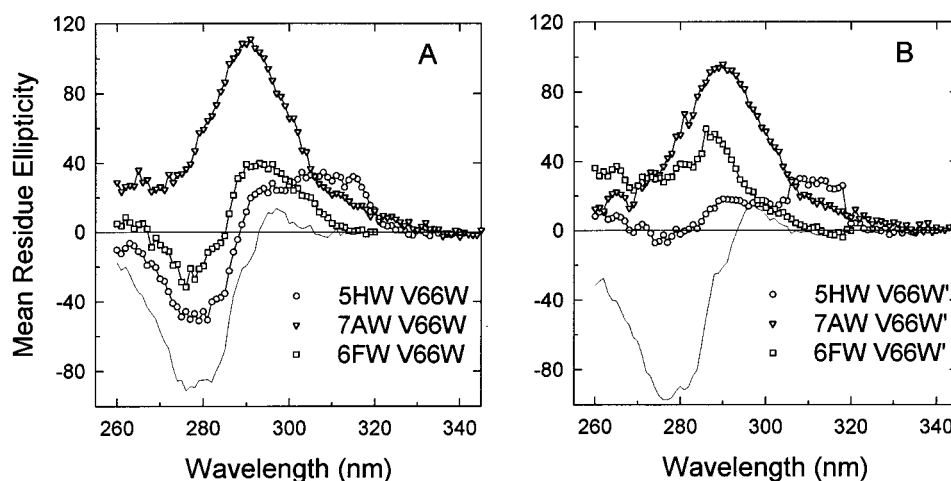 120
80
40
0
-40
-80
260
280
300
320
340
A
5HW V66W
7AW V66W
6FW V66W
Mean Residue Ellipticity
Wavelength (nm)
120
80
40
0
-40
-80
260
280
300
320
340
B
5HW V66W'
7AW V66W'
6FW V66W'
Wavelength (nm)